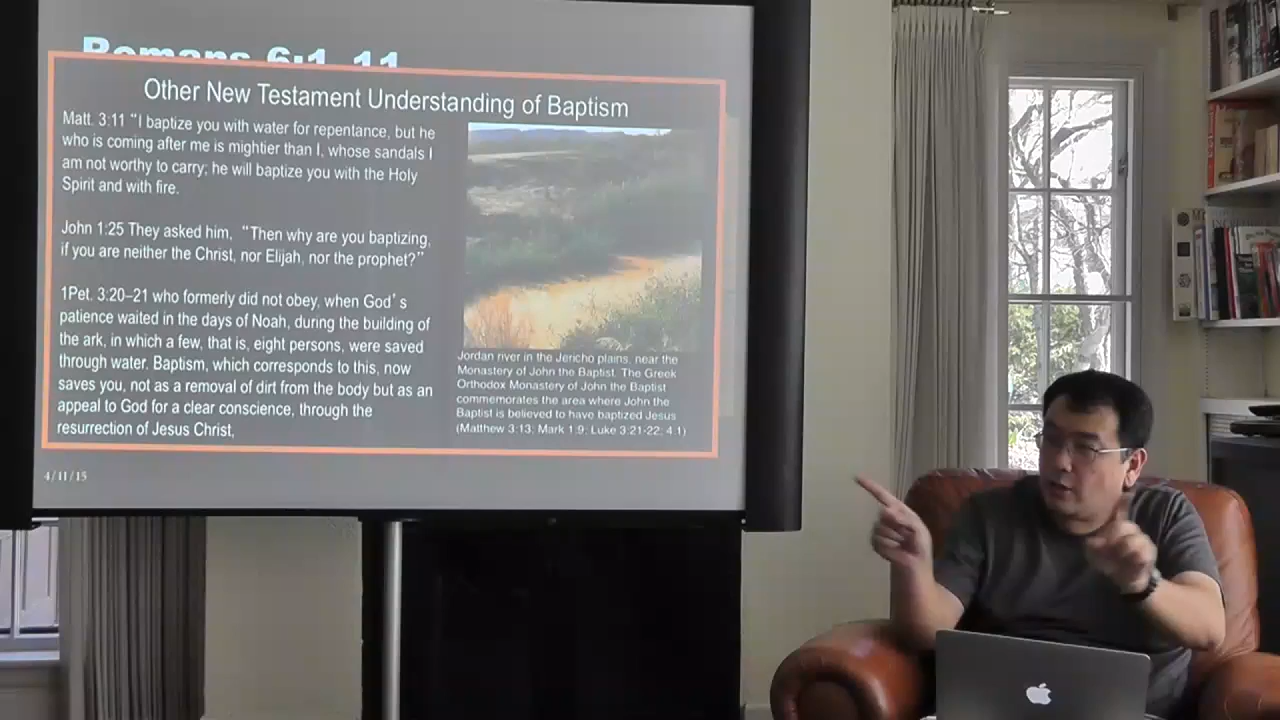 Romans 6:1-11
Other New Testament Understanding of Baptism
Matt. 3:11 “I baptize you with water for repentance, but he
who is coming after me is mightier than I, whose sandals I
am not worthy to carry; he will baptize you with the Holy
Spirit and with fire.
John 1:25 They asked him, “Then why are you baptizing,
if you are neither the Christ, nor Elijah, nor the prophet?”
1Pet. 3:20–21 who formerly did not obey, when God’s
patience waited in the days of Noah, during the building of
the ark, in which a few, that is, eight persons, were saved
through water. Baptism, which corresponds to this, now
saves you, not as a removal of dirt from the body but as an
appeal to God for a clear conscience, through the
resurrection of Jesus Christ,
Jordan river in the Jericho plains, near the
Monastery of John the Baptist. The Greek
Orthodox Monastery of John the Baptist
commemorates the area where John the
Baptist is believed to have baptized Jesus
(Matthew 3:13; Mark 1:9; Luke 3:21-22; 4:1)
4/11/15